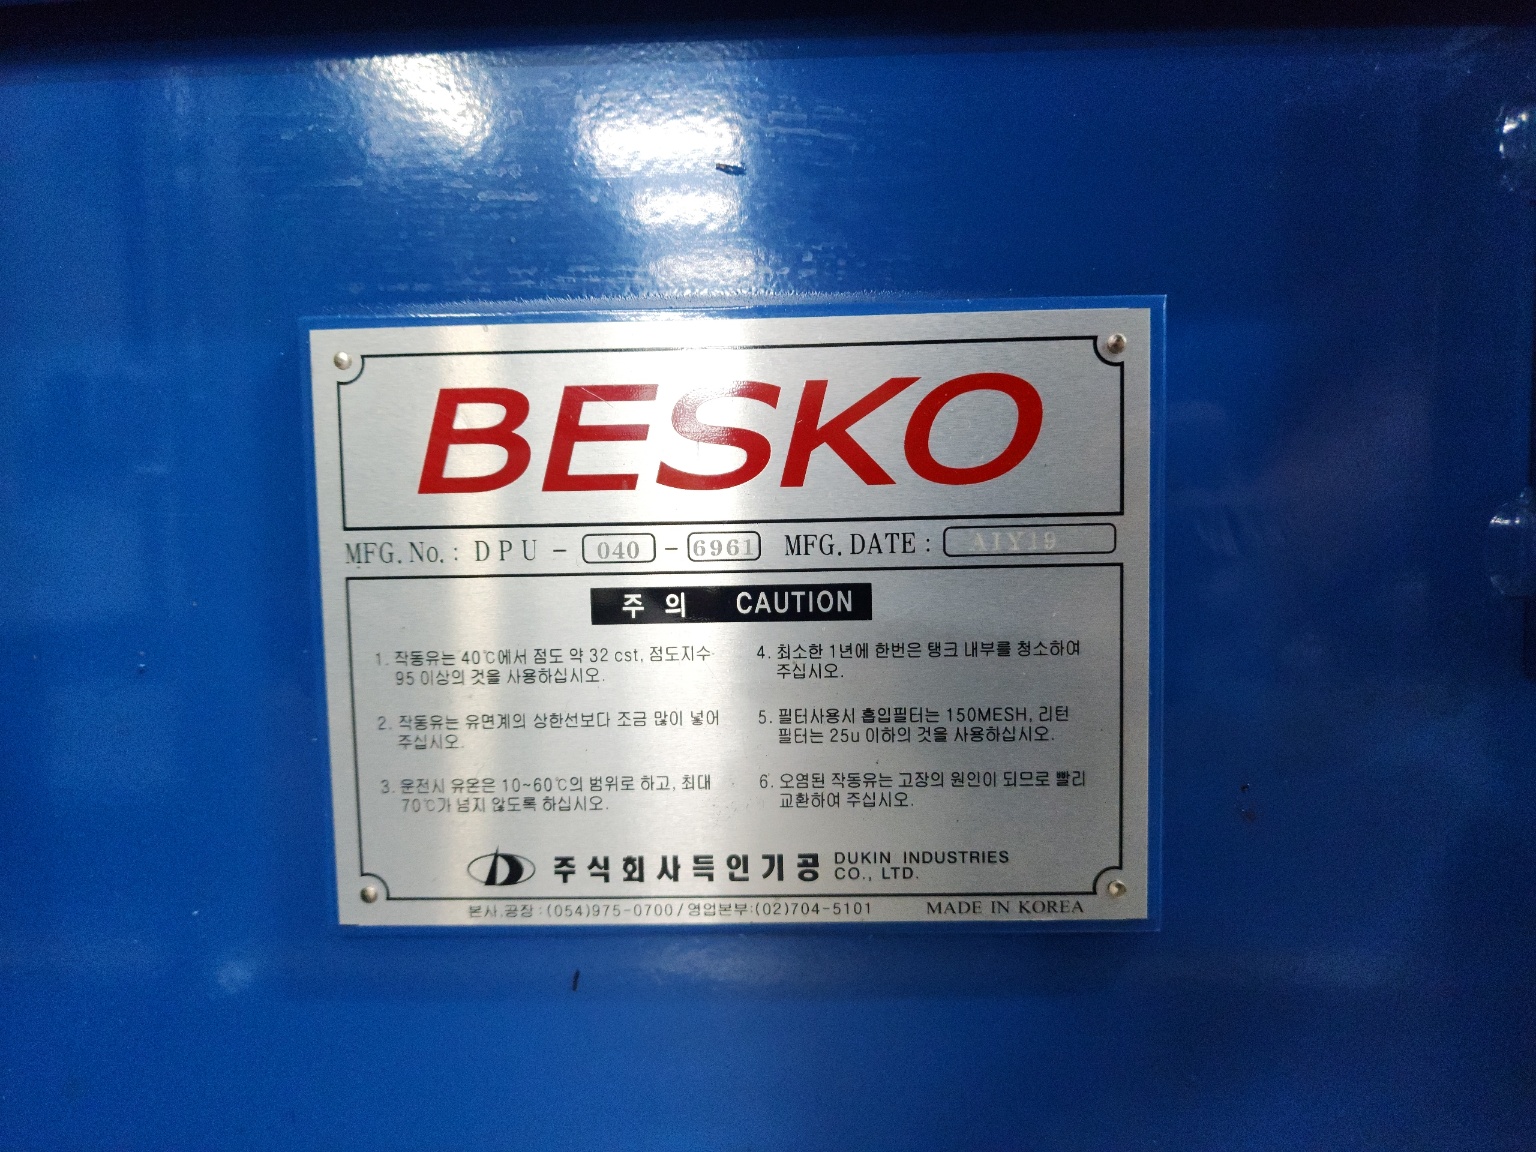 BESKO
MFG.No.: DPU - 040 - 6961 MFG.DATE: AIY19
주 의 CAUTION
1. 작동유는 40℃에서 점도 약 32 cst, 점도지수
95 이상의 것을 사용하십시오.
2. 작동유는 유면계의 상한선보다 조금 많이 넣어
주십시오.
3. 운전시 유온은 10~60℃의 범위로 하고, 최대
70℃가 넘지 않도록 하십시오.
4. 최소한 1년에 한번은 탱크 내부를 청소하여
주십시오.
5. 필터사용시 흡입필터는 150MESH, 리턴
필터는 25u 이하의 것을 사용하십시오.
6. 오염된 작동유는 고장의 원인이 되므로 빨리
교환하여 주십시오.
주식회사득인기공 DUKIN INDUSTRIES
CO., LTD.
본사.공장:(054)975-0700/영업본부:(02)704-5101 MADE IN KOREA